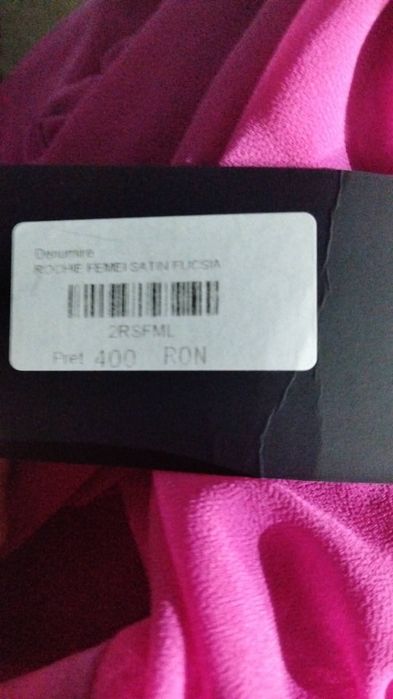 Denumire
ROCHIE FEMEI SATIN FUCSIA
2RSFML
Pret 400 RON